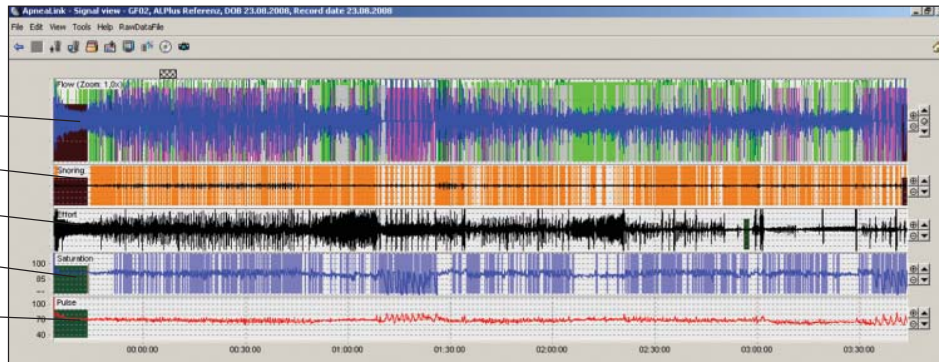 ApneaLink - Signal view - GF02, ALPlus Referenz, DOB 23.08.2008, Record date 23.08.2008
File Edit View Tools Help RawDataFile
Flow (Zoom: 1,0x)
Snoring
Effort
Saturation
100
85
Pulse
100
70
40
00:00:00 00:30:00 01:00:00 01:30:00 02:00:00 02:30:00 03:00:00 03:30:00